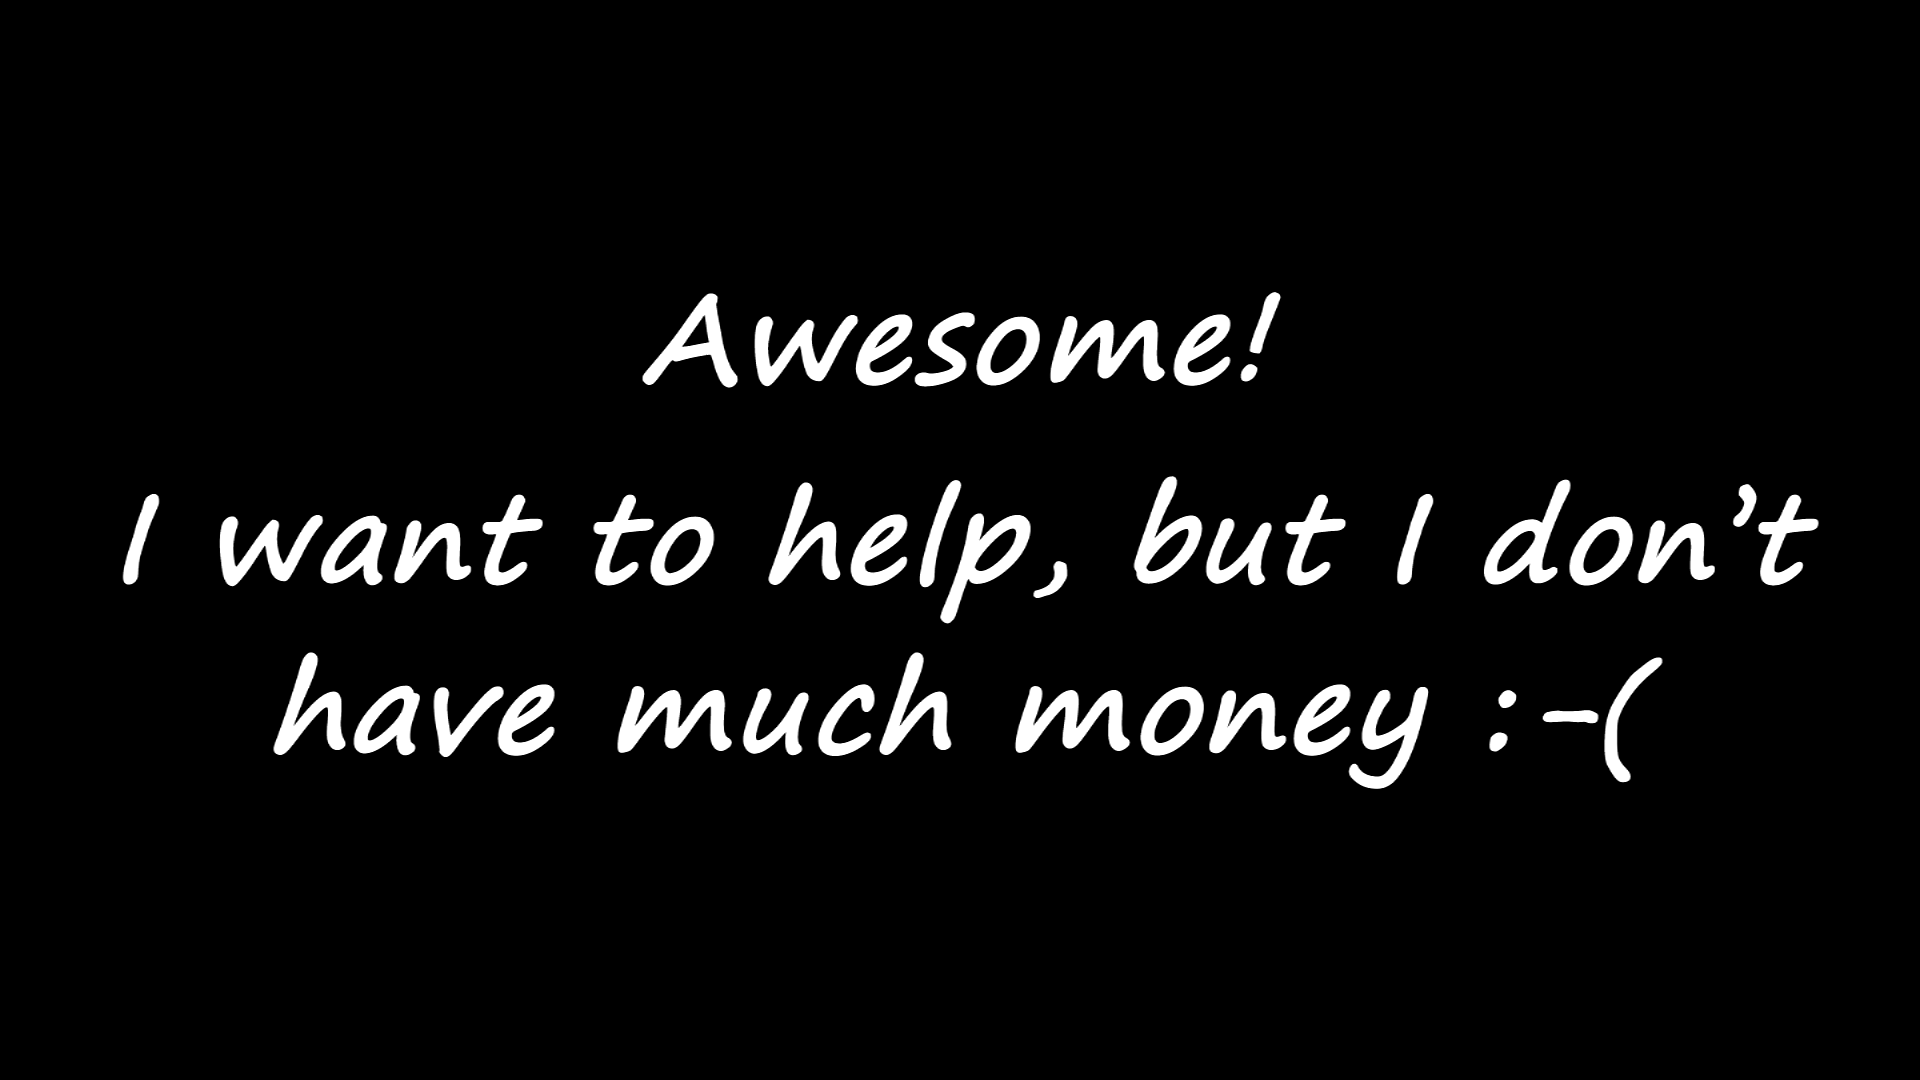 Awesome!
I want to help, but I don’t
have much money :-(